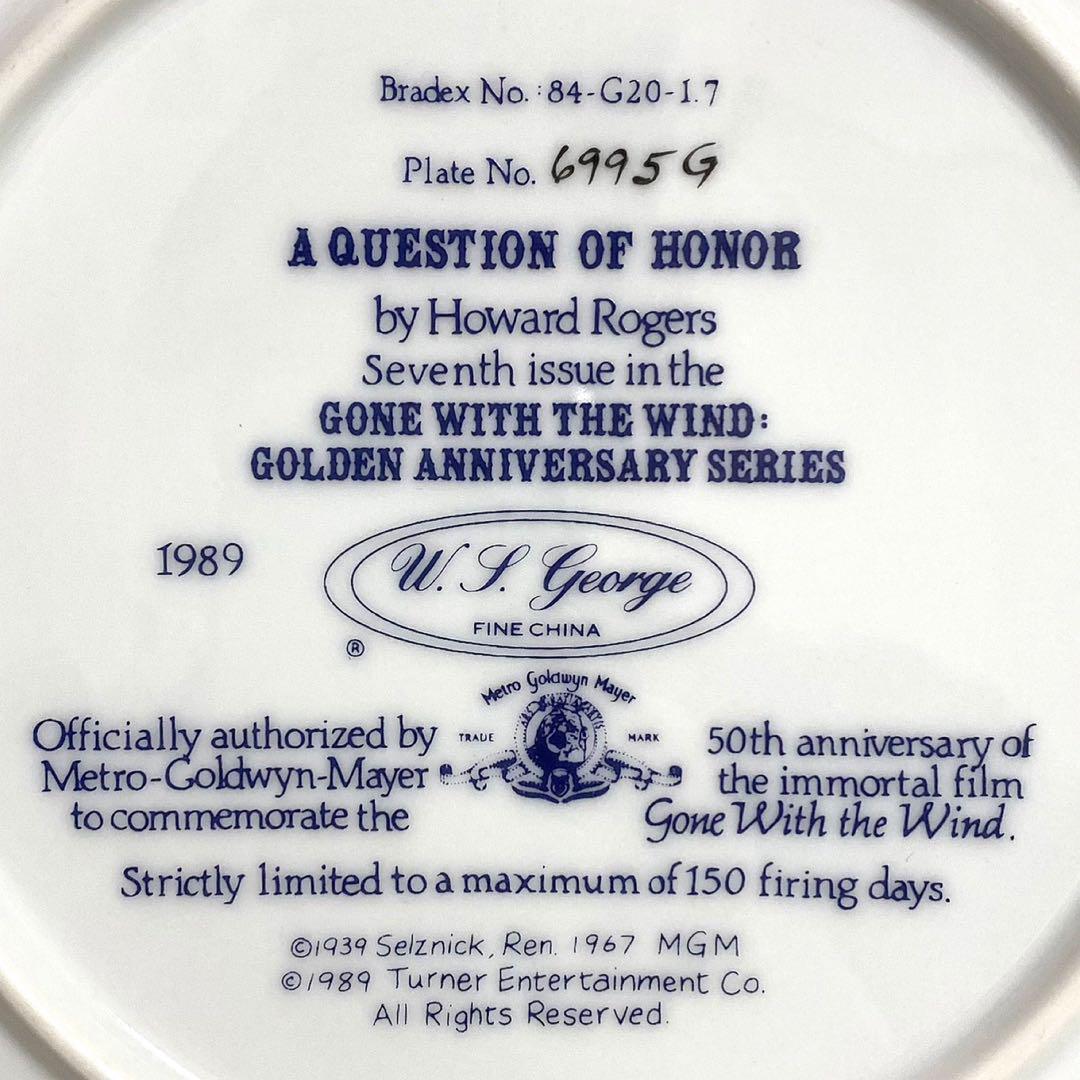 Bradex No.: 84-G20-1.7
Plate No. 6995G
A QUESTION OF HONOR
by Howard Rogers
Seventh issue in the
GONE WITH THE WIND:
GOLDEN ANNIVERSARY SERIES
1989
W. S. George
FINE CHINA
®
Metro Goldwyn Mayer
TRADE MARK
Officially authorized by
Metro-Goldwyn-Mayer
to commemorate the
50th anniversary of
the immortal film
Gone With the Wind.
Strictly limited to a maximum of 150 firing days.
©1939 Selznick, Ren. 1967 MGM
©1989 Turner Entertainment Co.
All Rights Reserved.